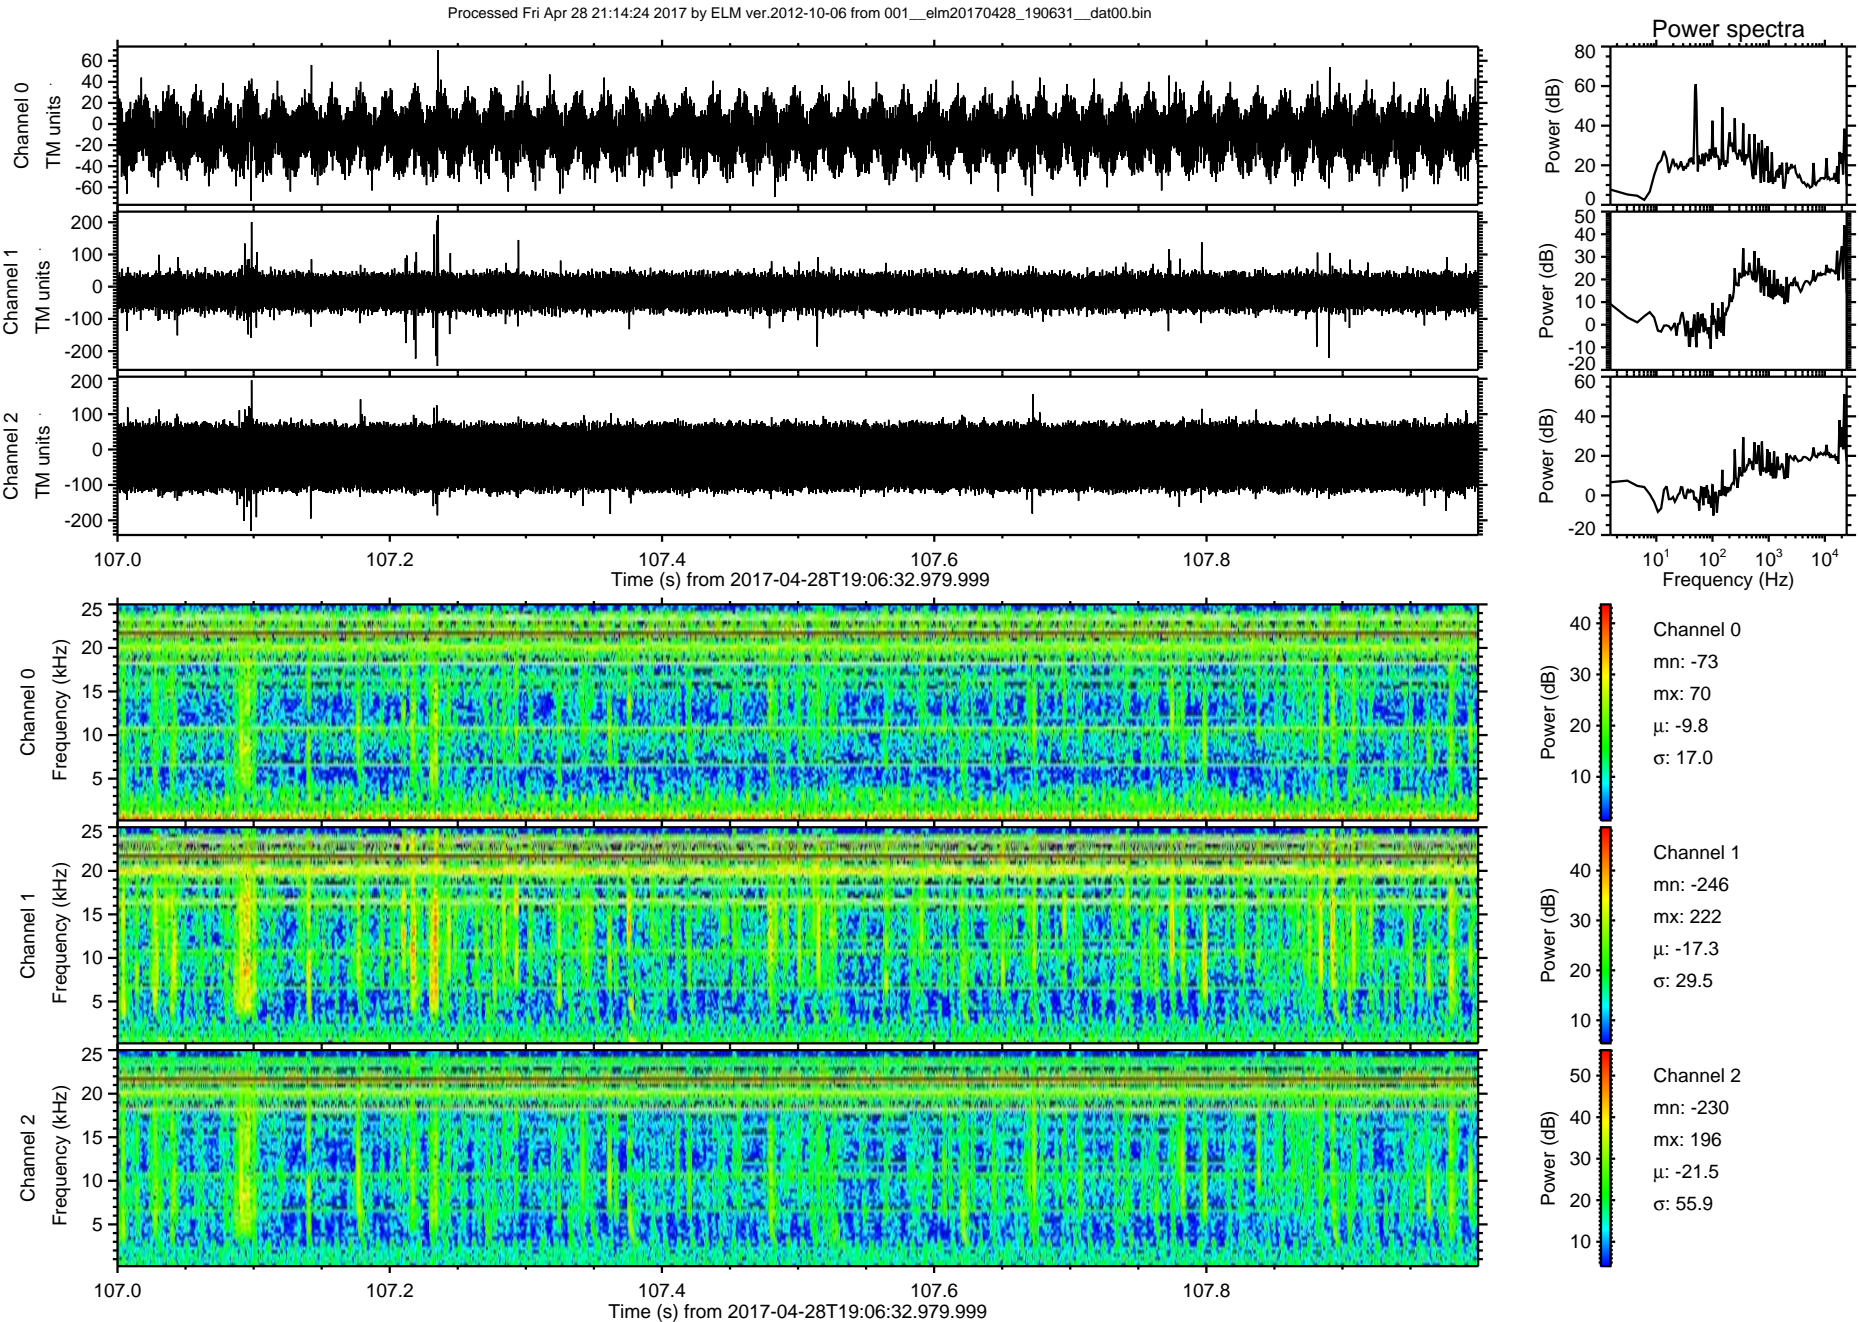 Processed Fri Apr 28 21:14:24 2017 by ELM ver.2012-10-06 from 001__elm20170428_190631__dat00.bin
Power spectra
Channel 0
TM units
60
40
20
0
-20
-40
-60
Power (dB)
80
60
40
20
0
Channel 1
TM units
200
100
0
-100
-200
Power (dB)
50
40
30
20
10
0
-10
-20
Channel 2
TM units
200
100
0
-100
-200
Power (dB)
60
40
20
0
-20
107.0 107.2 107.4 107.6 107.8
Time (s) from 2017-04-28T19:06:32.979.999
10¹ 10² 10³ 10⁴
Frequency (Hz)
Channel 0
Frequency (kHz)
25
20
15
10
5
Power (dB)
40
30
20
10
Channel 0
mn: -73
mx: 70
μ: -9.8
σ: 17.0
Channel 1
Frequency (kHz)
25
20
15
10
5
Power (dB)
40
30
20
10
Channel 1
mn: -246
mx: 222
μ: -17.3
σ: 29.5
Channel 2
Frequency (kHz)
25
20
15
10
5
Power (dB)
50
40
30
20
10
Channel 2
mn: -230
mx: 196
μ: -21.5
σ: 55.9
107.0 107.2 107.4 107.6 107.8
Time (s) from 2017-04-28T19:06:32.979.999